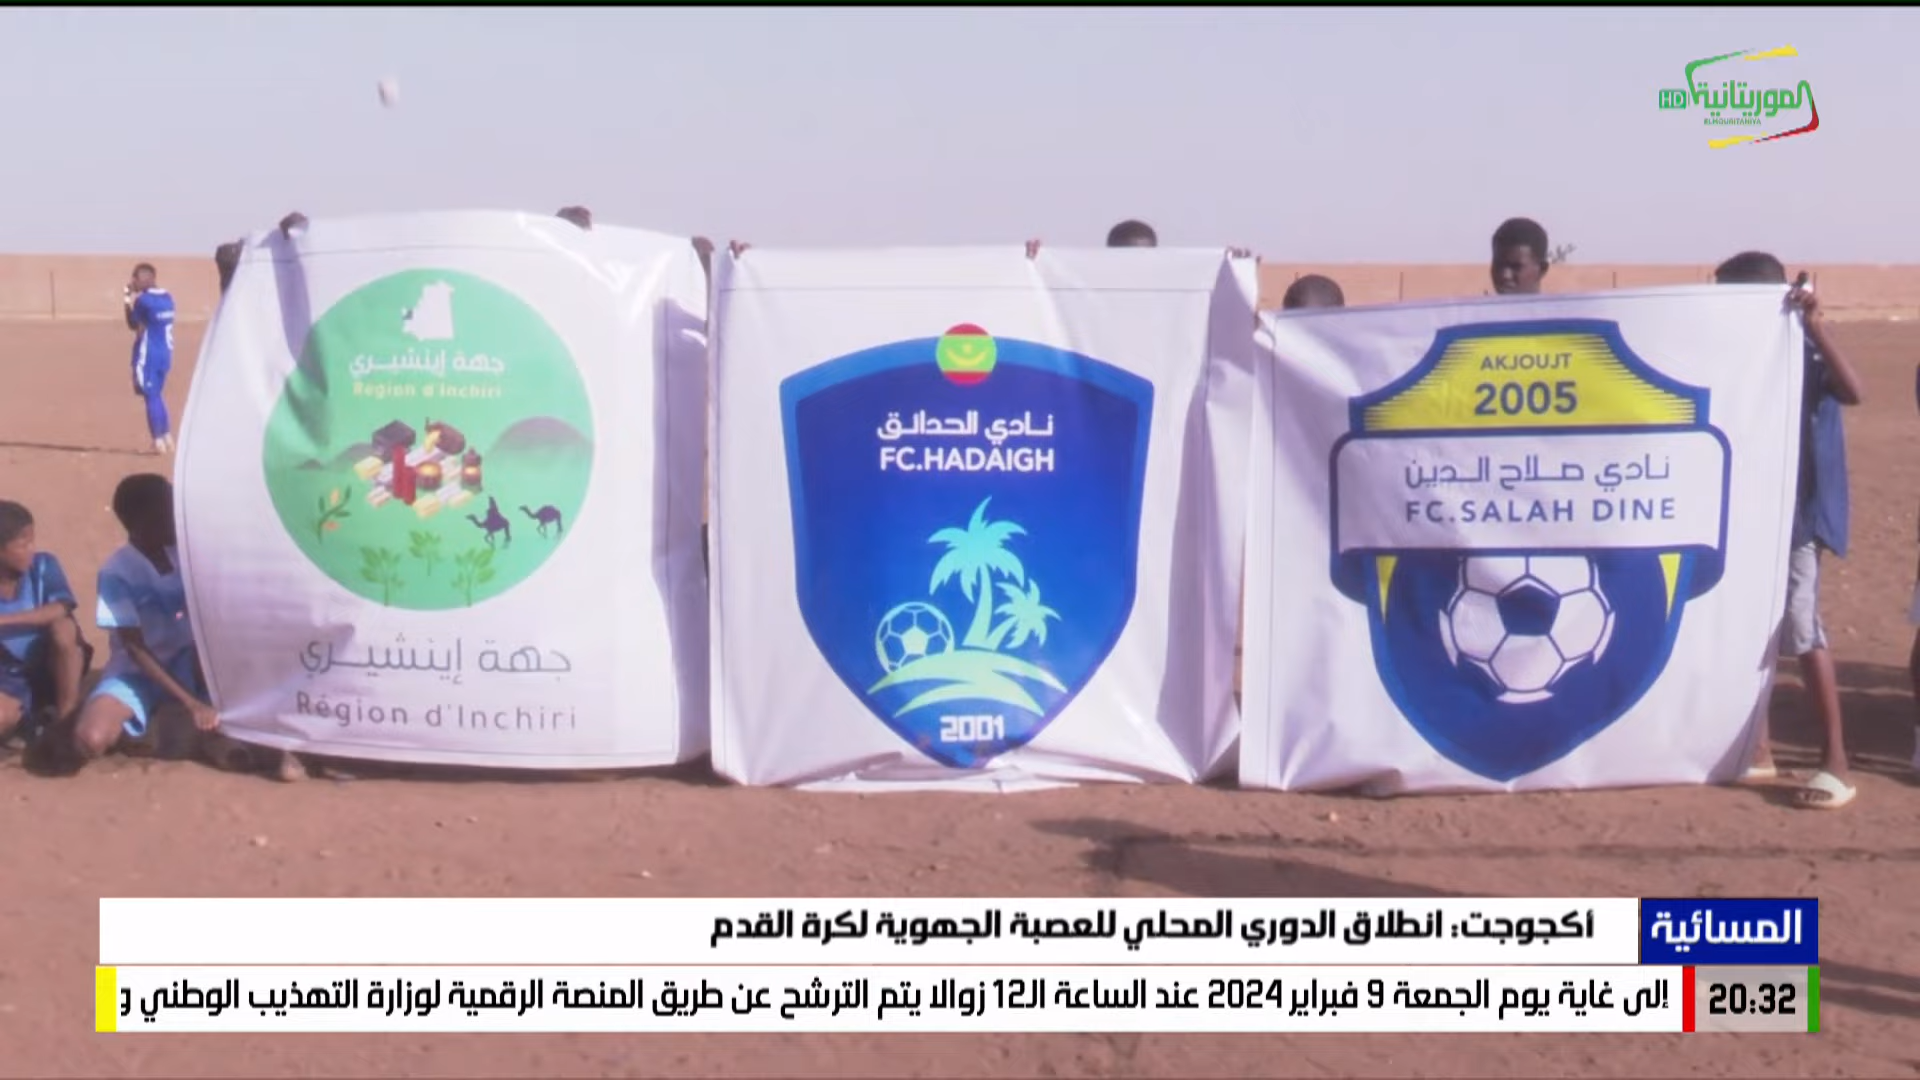 الموريتانية HD
ELMOURITANIYA
جهة إينشيري
Région d'Inchiri
جهة إينشيري
Région d'Inchiri
نادي الحدائق
FC.HADAIGH
2001
AKJOUJT
2005
نادي صلاح الدين
FC.SALAH DINE
المسائية
أكجوجت: انطلاق الدوري المحلي للعصبة الجهوية لكرة القدم
20:32
إلى غاية يوم الجمعة 9 فبراير 2024 عند الساعة الـ12 زوالا يتم الترشح عن طريق المنصة الرقمية لوزارة التهذيب الوطني و